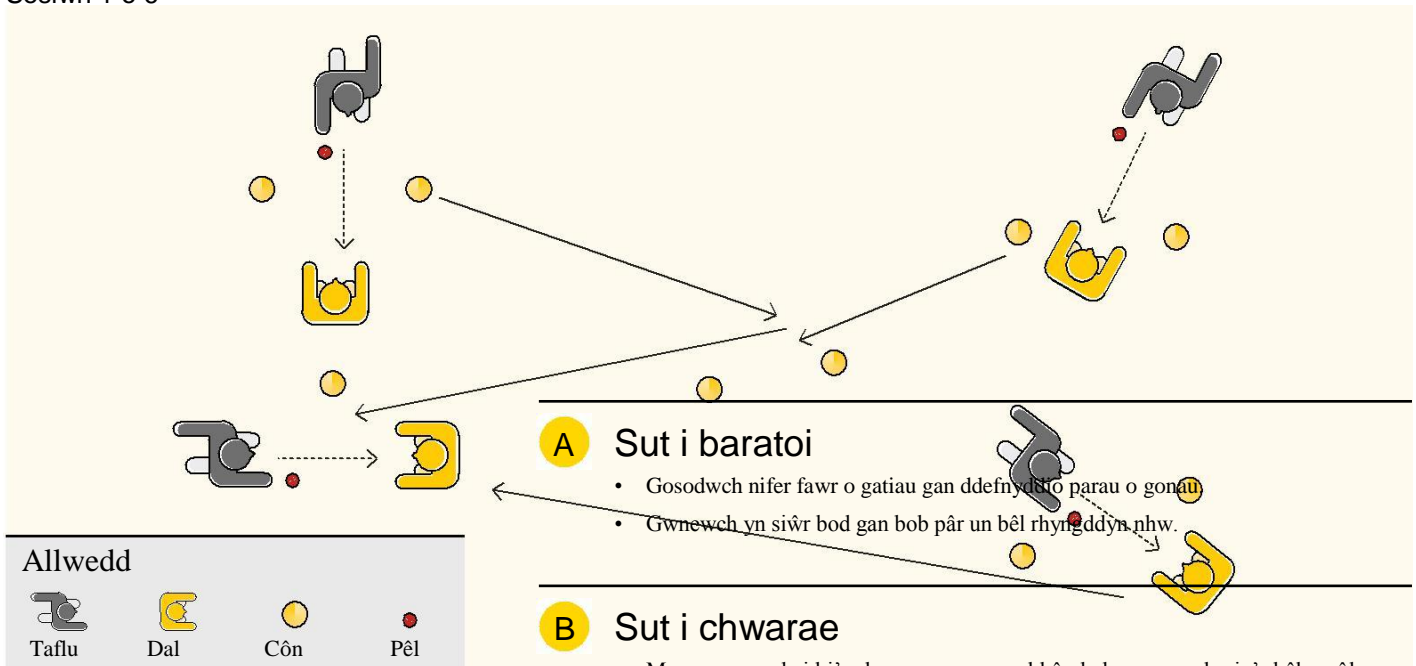 A Sut i baratoi
• Gosodwch nifer fawr o gatiau gan ddefnyddio parau o gonau.
• Gwnewch yn siŵr bod gan bob pâr un bêl rhyngddyn nhw.
Allwedd
Taflu Dal Côn Pêl
B Sut i chwarae